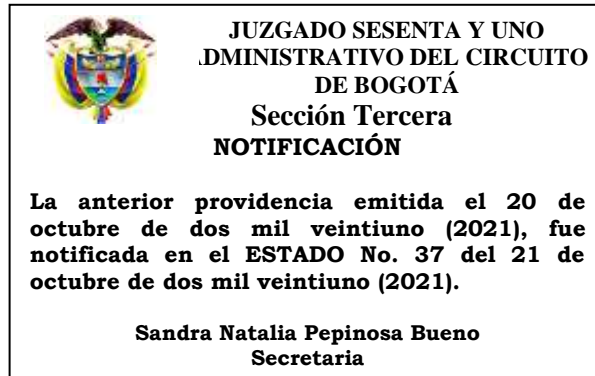 JUZGADO SESENTA Y UNO
.DMINISTRATIVO DEL CIRCUITO
DE BOGOTÁ
Sección Tercera
NOTIFICACIÓN
La anterior providencia emitida el 20 de
octubre de dos mil veintiuno (2021), fue
notificada en el ESTADO No. 37 del 21 de
octubre de dos mil veintiuno (2021).
Sandra Natalia Pepinosa Bueno
Secretaria